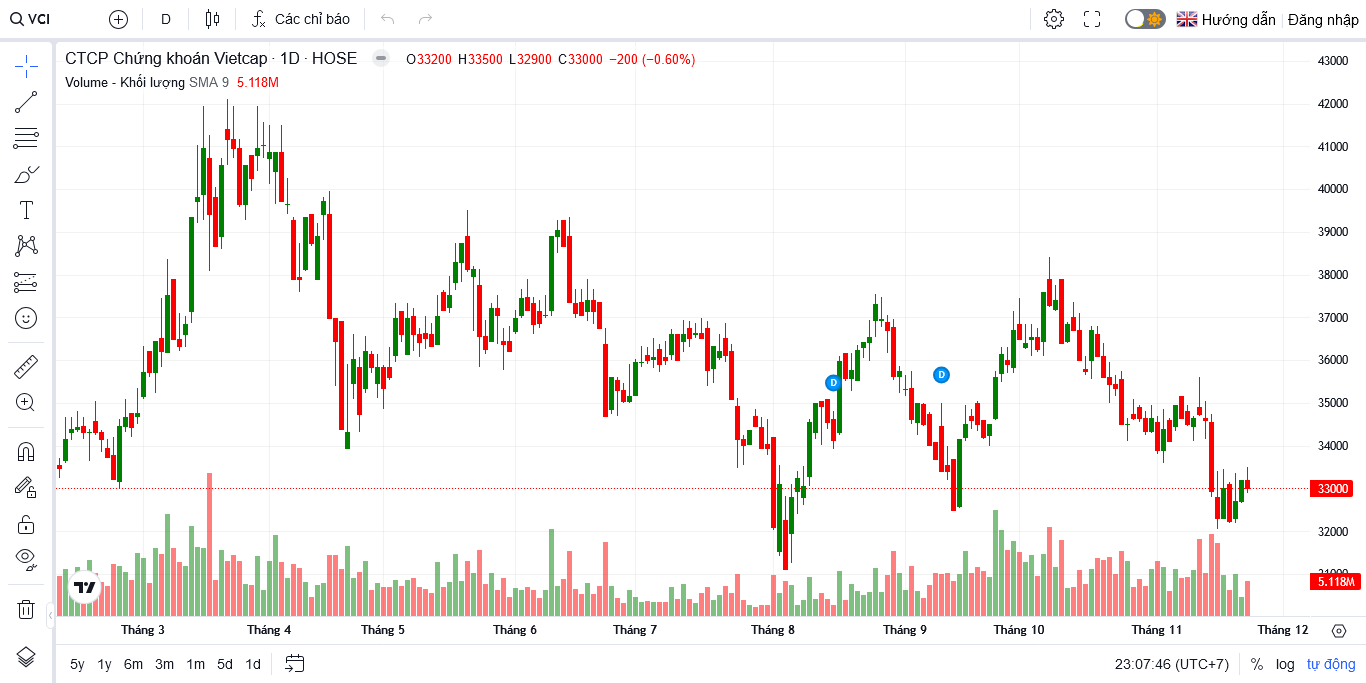 VCI D Các chỉ báo Hướng dẫn Đăng nhập
CTCP Chứng khoán Vietcap · 1D · HOSE O33200 H33500 L32900 C33000 −200 (−0.60%)
Volume - Khối lượng SMA 9 5.118M
43000
42000
41000
40000
39000
38000
37000
36000
35000
34000
33000
32000
31000
5.118M
D
D
Tháng 3 Tháng 4 Tháng 5 Tháng 6 Tháng 7 Tháng 8 Tháng 9 Tháng 10 Tháng 11 Tháng 12
5y 1y 6m 3m 1m 5d 1d 23:07:46 (UTC+7) % log tự động